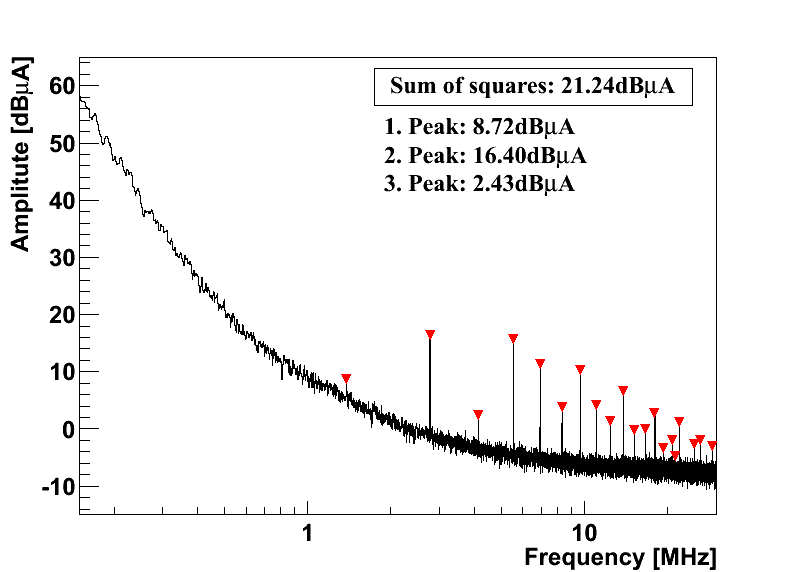 Sum of squares: 21.24dBμA
1. Peak: 8.72dBμA
2. Peak: 16.40dBμA
3. Peak: 2.43dBμA
Amplitude [dBμA]
60
50
40
30
20
10
0
-10
1
10
Frequency [MHz]